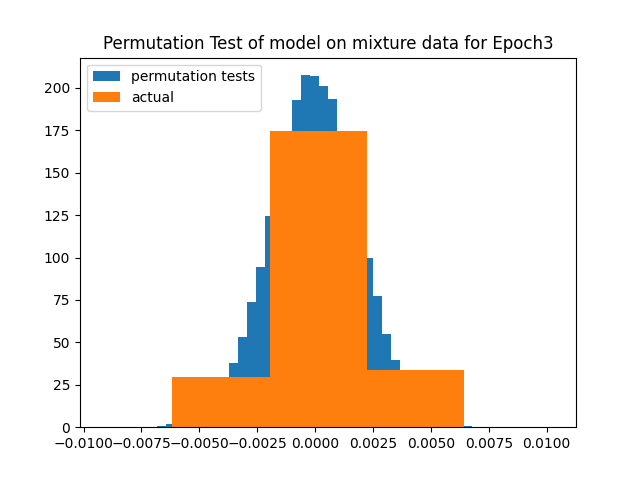 Permutation Test of model on mixture data for Epoch3
permutation tests
actual
200
175
150
125
100
75
50
25
0
−0.0100 −0.0075 −0.0050 −0.0025 0.0000 0.0025 0.0050 0.0075 0.0100